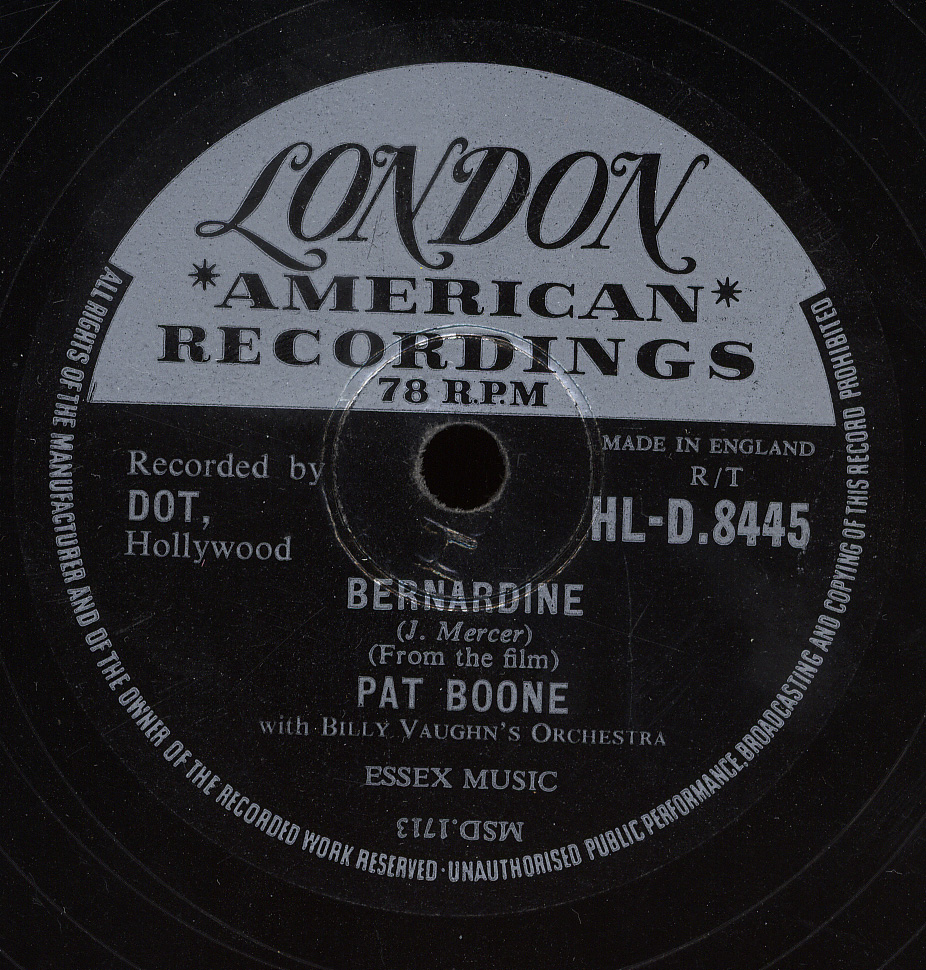 LONDON
*AMERICAN*
RECORDINGS
78 R.P.M
Recorded by
DOT,
Hollywood
MADE IN ENGLAND
R/T
HL-D.8445
BERNARDINE
(J. Mercer)
(From the film)
PAT BOONE
with BILLY VAUGHN'S ORCHESTRA
ESSEX MUSIC
MSD.1713
ALL RIGHTS OF THE MANUFACTURER AND OF THE OWNER OF THE RECORDED WORK RESERVED·UNAUTHORISED PUBLIC PERFORMANCE.BROADCASTING AND COPYING OF THIS RECORD PROHIBITED